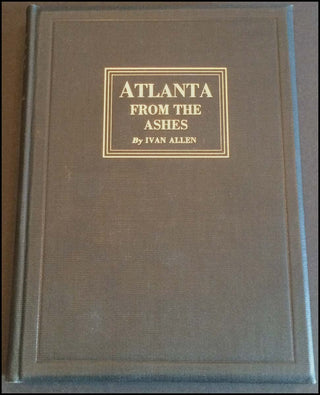 ATLANTA
FROM THE
ASHES
By IVAN ALLEN